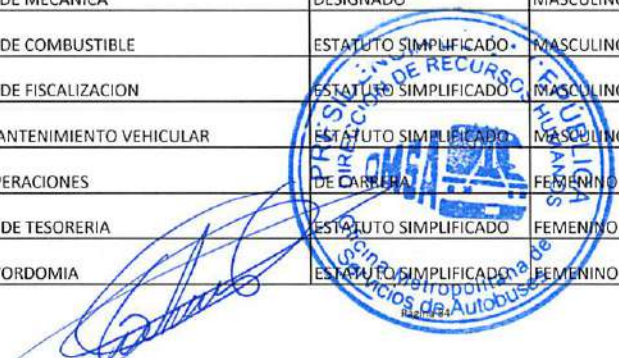 DE MECANICA DESIGNADO MASCULINO
DE COMBUSTIBLE ESTATUTO SIMPLIFICADO MASCULINO
DE FISCALIZACION ESTATUTO SIMPLIFICADO MASCULINO
ANTENIMIENTO VEHICULAR ESTATUTO SIMPLIFICADO MASCULINO
PERACIONES DE CARRERA FEMENINO
DE TESORERIA ESTATUTO SIMPLIFICADO FEMENINO
ORDOMIA ESTATUTO SIMPLIFICADO FEMENINO
DIRECCIÓN DE RECURSOS HUMANOS
OMSA
Oficina Metropolitana de
Servicios de Autobuses